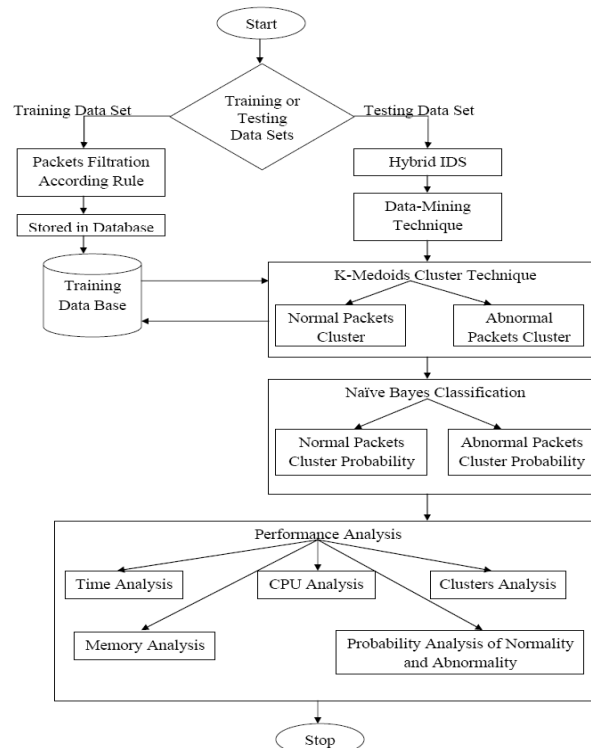 Start
Training Data Set
Training or
Testing
Data Sets
Testing Data Set
Packets Filtration
According Rule
Hybrid IDS
Stored in Database
Data-Mining
Technique
Training
Data Base
K-Medoids Cluster Technique
Normal Packets
Cluster
Abnormal
Packets Cluster
Naïve Bayes Classification
Normal Packets
Cluster Probability
Abnormal Packets
Cluster Probability
Performance Analysis
Time Analysis
CPU Analysis
Clusters Analysis
Memory Analysis
Probability Analysis of Normality
and Abnormality
Stop